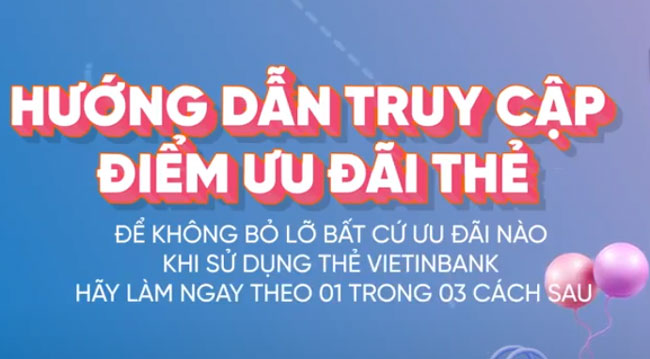 HƯỚNG DẪN TRUY CẬP
ĐIỂM ƯU ĐÃI THẺ
ĐỂ KHÔNG BỎ LỠ BẤT CỨ ƯU ĐÃI NÀO
KHI SỬ DỤNG THẺ VIETINBANK
HÃY LÀM NGAY THEO 01 TRONG 03 CÁCH SAU